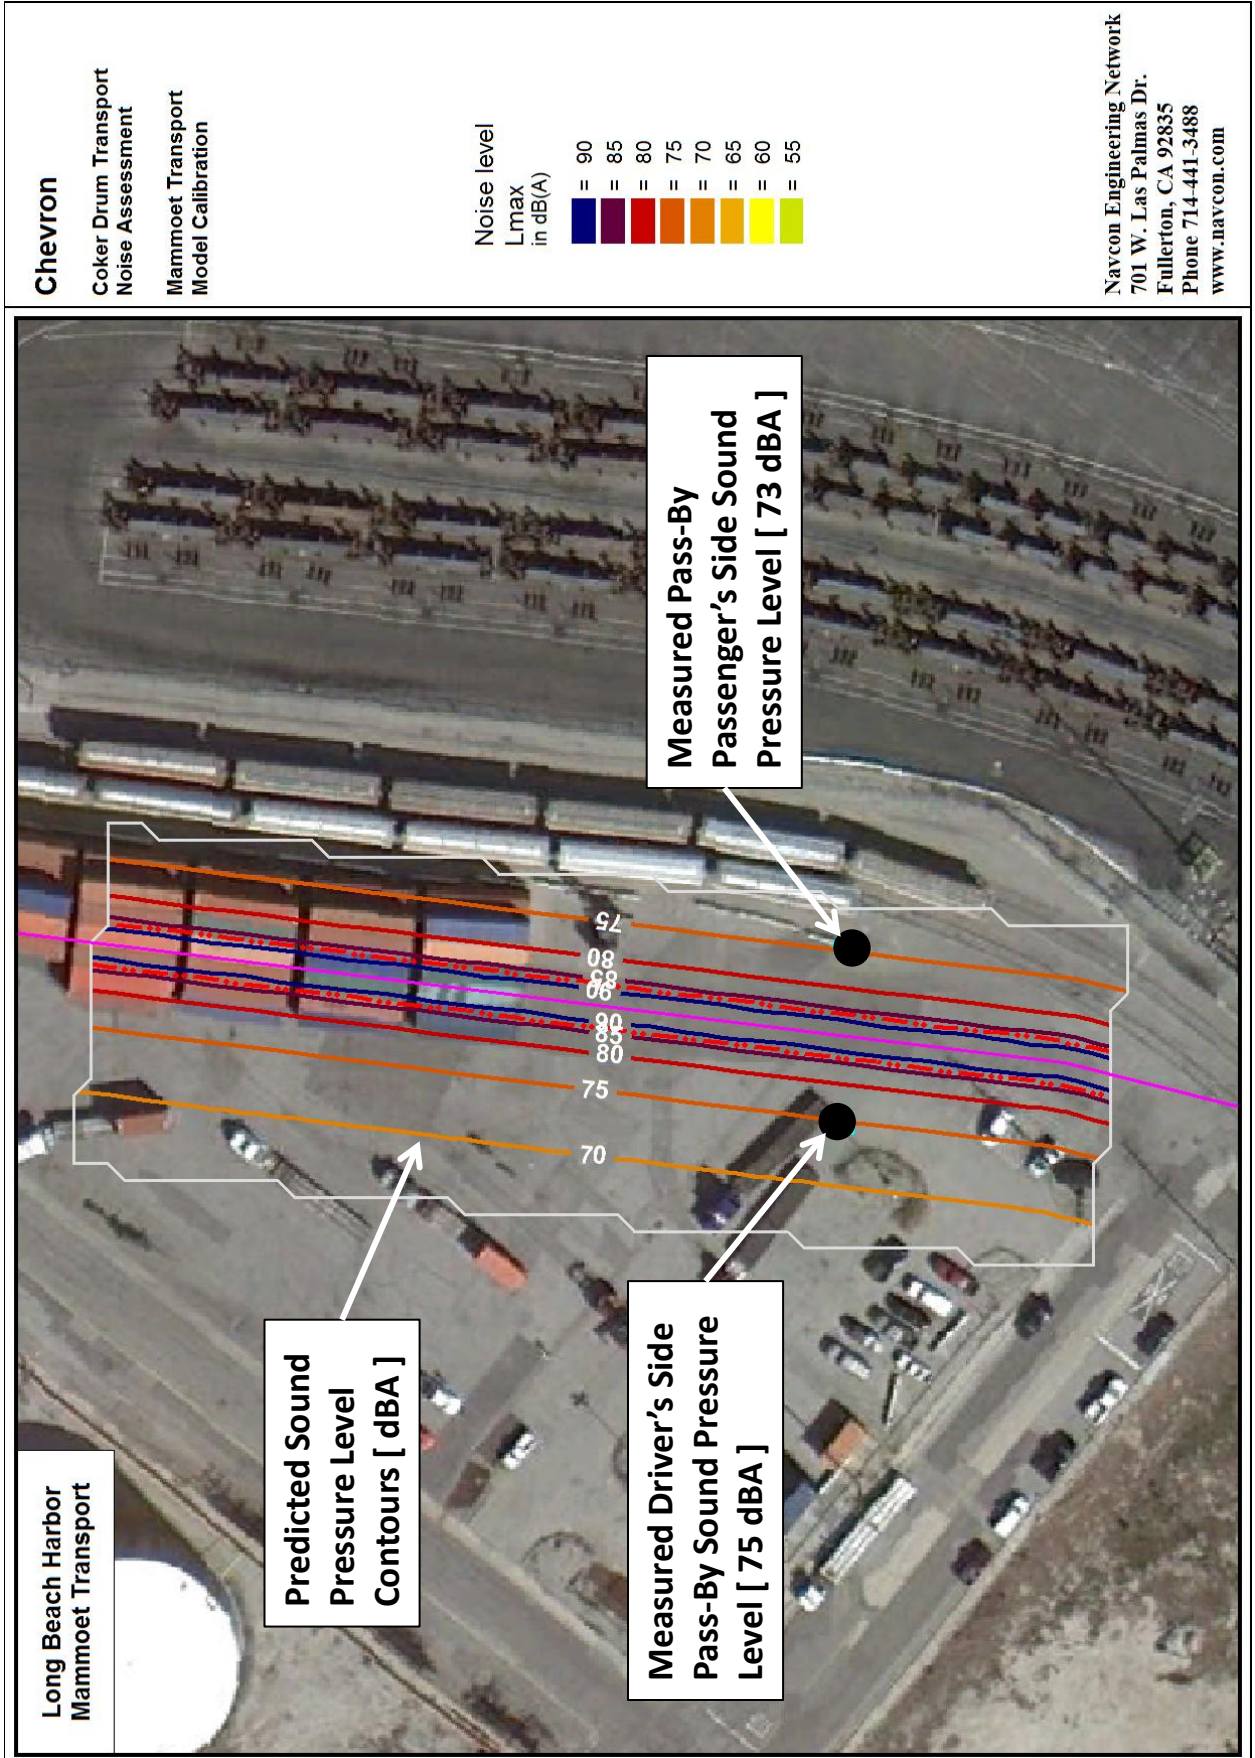 Long Beach Harbor
Mammoet Transport
Predicted Sound
Pressure Level
Contours [ dBA ]
Measured Driver’s Side
Pass-By Sound Pressure
Level [ 75 dBA ]
Measured Pass-By
Passenger’s Side Sound
Pressure Level [ 73 dBA ]
70
75
80
85
90
90
85
80
75
Chevron
Coker Drum Transport
Noise Assessment
Mammoet Transport
Model Calibration
Noise level
Lmax
in dB(A)
= 90
= 85
= 80
= 75
= 70
= 65
= 60
= 55
Navcon Engineering Network
701 W. Las Palmas Dr.
Fullerton, CA 92835
Phone 714-441-3488
www.navcon.com